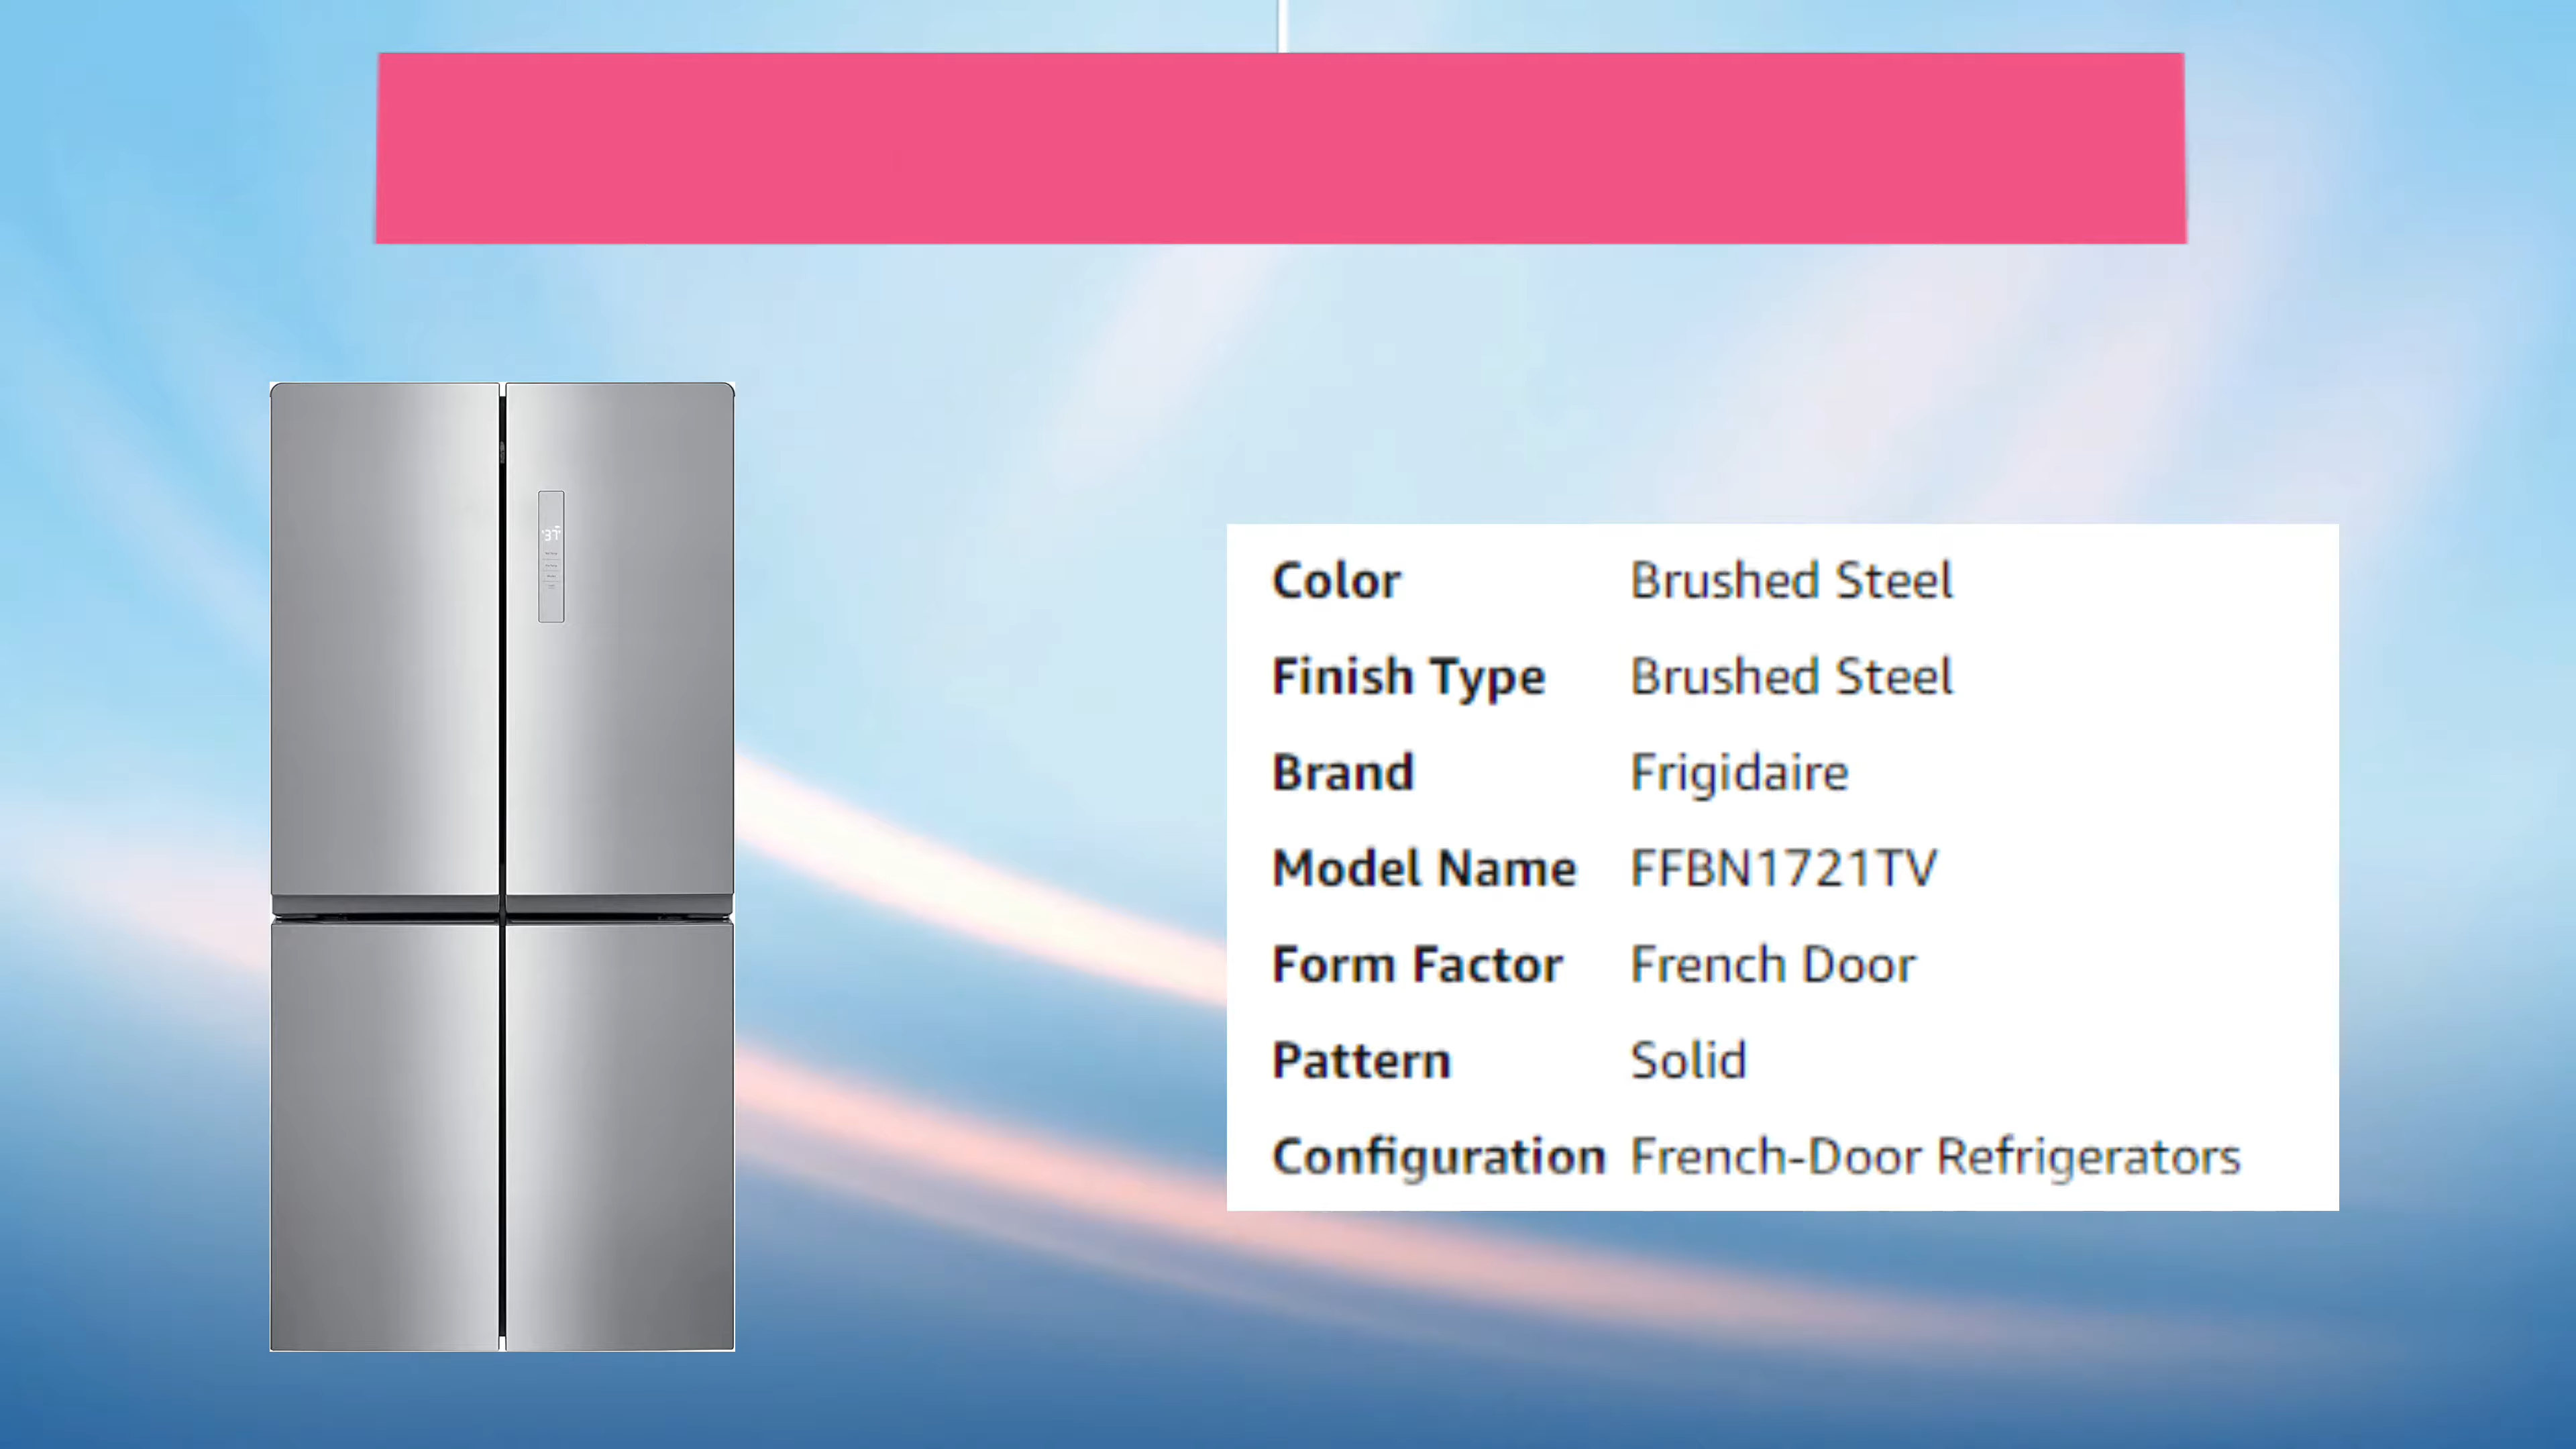 37
Color Brushed Steel
Finish Type Brushed Steel
Brand Frigidaire
Model Name FFBN1721TV
Form Factor French Door
Pattern Solid
Configuration French-Door Refrigerators